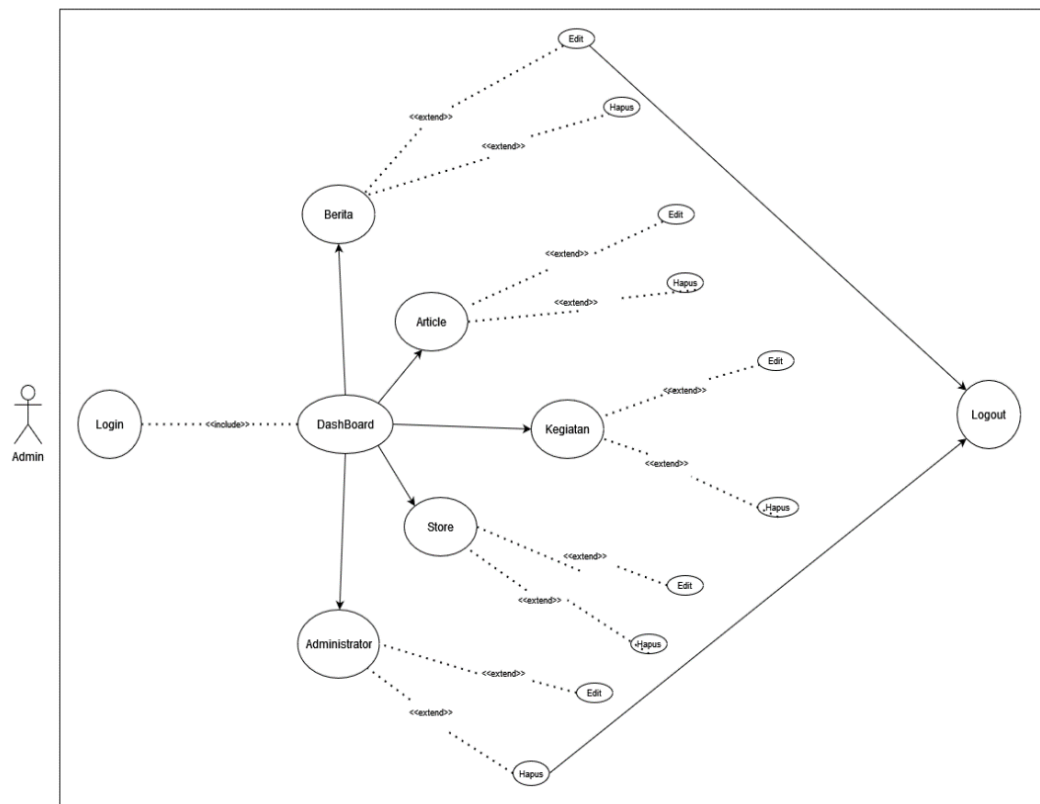 Edit
Hapus
<<extend>>
<<extend>>
Berita
Edit
<<extend>>
Hapus
<<extend>>
Article
Edit
<<extend>>
Kegiatan
<<extend>>
Hapus
Admin
Login
<<include>>
DashBoard
Logout
Store
<<extend>>
Edit
<<extend>>
Hapus
Administrator
<<extend>>
Edit
<<extend>>
Hapus